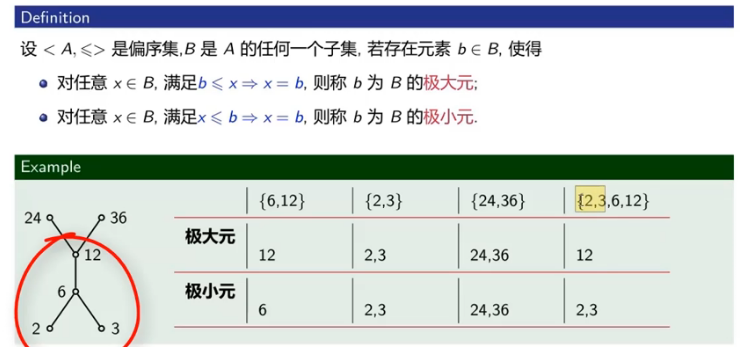 Definition
设 < A,⩽> 是偏序集,B 是 A 的任何一个子集, 若存在元素 b ∈ B, 使得
对任意 x ∈ B, 满足b ⩽ x ⇒ x = b, 则称 b 为 B 的极大元;
对任意 x ∈ B, 满足x ⩽ b ⇒ x = b, 则称 b 为 B 的极小元.
Example
{6,12} {2,3} {24,36} {2,3,6,12}
24 36
极大元 12 2,3 24,36 12
12
6
极小元 6 2,3 24,36 2,3
2 3